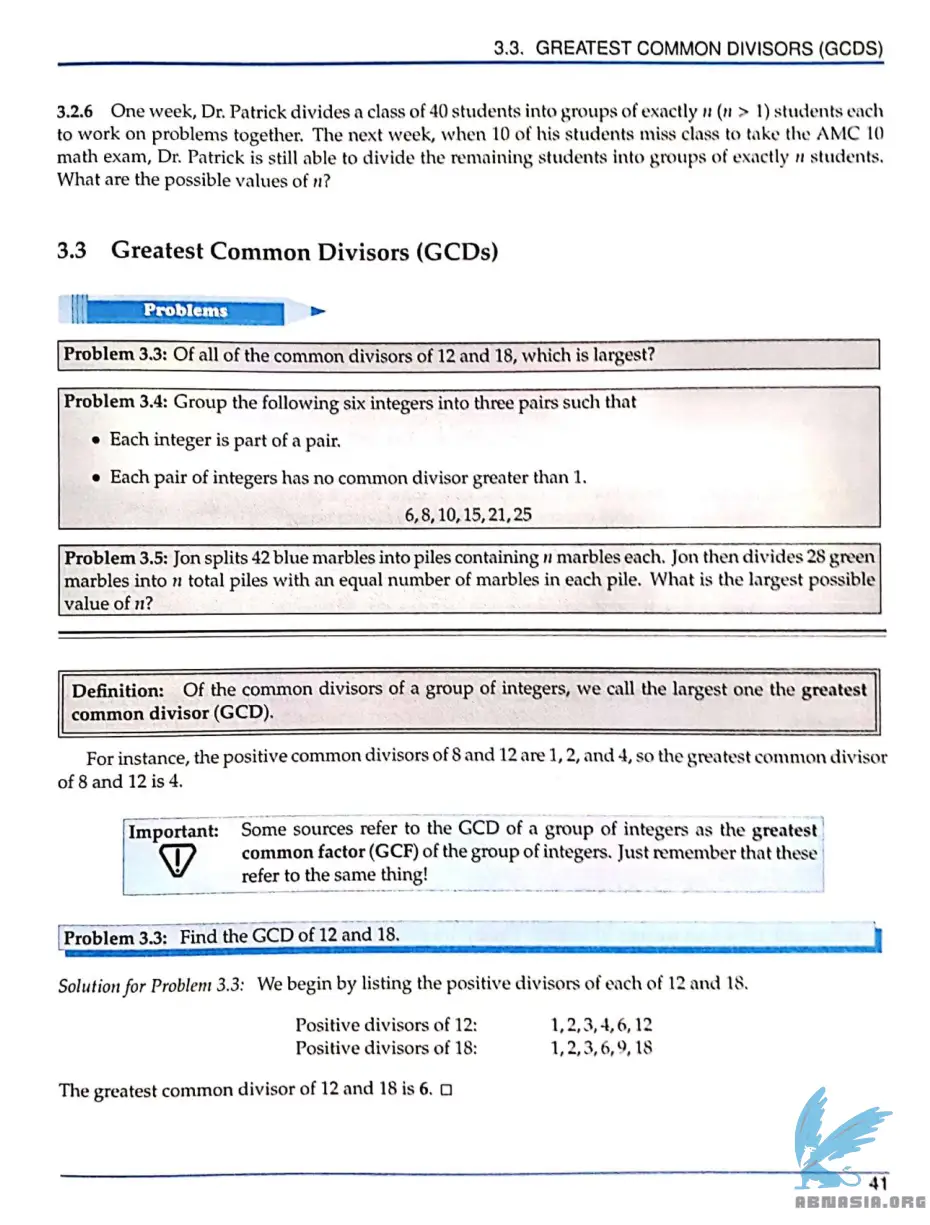 3.3. GREATEST COMMON DIVISORS (GCDS)
3.2.6 One week, Dr. Patrick divides a class of 40 students into groups of exactly n (n > 1) students each
to work on problems together. The next week, when 10 of his students miss class to take the AMC 10
math exam, Dr. Patrick is still able to divide the remaining students into groups of exactly n students.
What are the possible values of n?
3.3 Greatest Common Divisors (GCDs)
Problems
Problem 3.3: Of all of the common divisors of 12 and 18, which is largest?
Problem 3.4: Group the following six integers into three pairs such that
• Each integer is part of a pair.
• Each pair of integers has no common divisor greater than 1.
6, 8, 10, 15, 21, 25
Problem 3.5: Jon splits 42 blue marbles into piles containing n marbles each. Jon then divides 28 green
marbles into n total piles with an equal number of marbles in each pile. What is the largest possible
value of n?
Definition: Of the common divisors of a group of integers, we call the largest one the greatest
common divisor (GCD).
For instance, the positive common divisors of 8 and 12 are 1, 2, and 4, so the greatest common divisor
of 8 and 12 is 4.
Important: Some sources refer to the GCD of a group of integers as the greatest
common factor (GCF) of the group of integers. Just remember that these
refer to the same thing!
Problem 3.3: Find the GCD of 12 and 18.
Solution for Problem 3.3: We begin by listing the positive divisors of each of 12 and 18.
Positive divisors of 12: 1, 2, 3, 4, 6, 12
Positive divisors of 18: 1, 2, 3, 6, 9, 18
The greatest common divisor of 12 and 18 is 6. □
41
ABNASIA.ORG